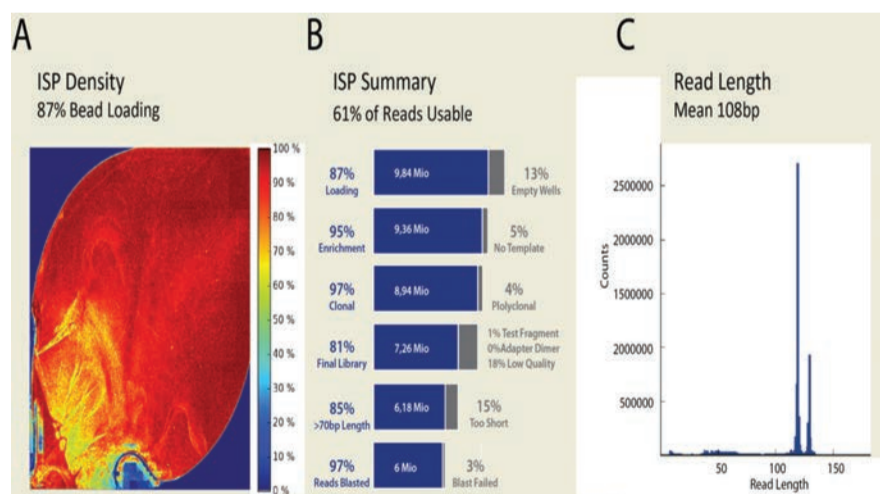 A
ISP Density
87% Bead Loading
100 %
90 %
80 %
70 %
60 %
50 %
40 %
30 %
20 %
10 %
0 %
B
ISP Summary
61% of Reads Usable
87%
Loading
9,84 Mio
13%
Empty Wells
95%
Enrichment
9,36 Mio
5%
No Template
97%
Clonal
8,94 Mio
4%
Plolyclonal
81%
Final Library
7,26 Mio
1% Test Fragment
0%Adapter Dimer
18% Low Quality
85%
>70bp Length
6,18 Mio
15%
Too Short
97%
Reads Blasted
6 Mio
3%
Blast Failed
C
Read Length
Mean 108bp
Counts
2500000
2000000
1500000
2000000
500000
50
100
150
Read Length